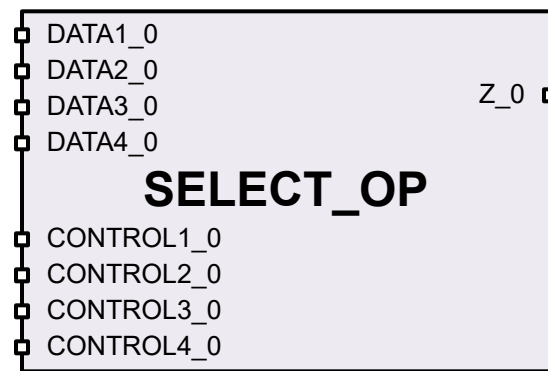 DATA1_0
DATA2_0
DATA3_0
DATA4_0
Z_0
SELECT_OP
CONTROL1_0
CONTROL2_0
CONTROL3_0
CONTROL4_0